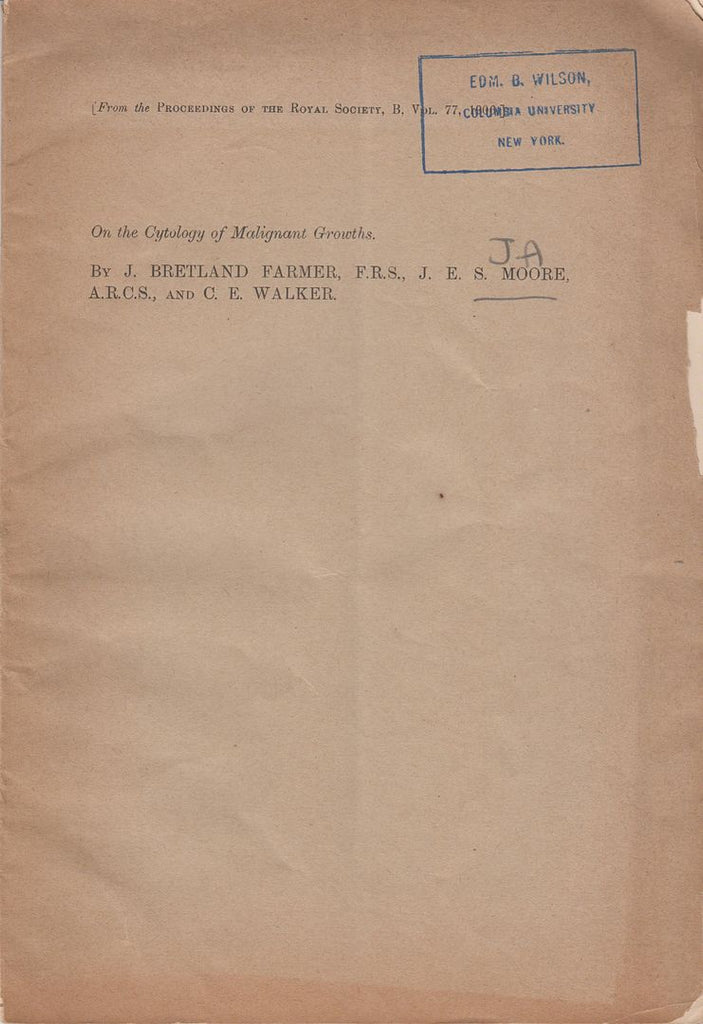 [From the PROCEEDINGS OF THE ROYAL SOCIETY, B. VOL. 77,
EDM. B. WILSON,
COLUMBIA UNIVERSITY
NEW YORK.
On the Cytology of Malignant Growths.
JA
BY J. BRETLAND FARMER, F.R.S., J. E. S. MOORE,
A.R.C.S., AND C. E. WALKER.